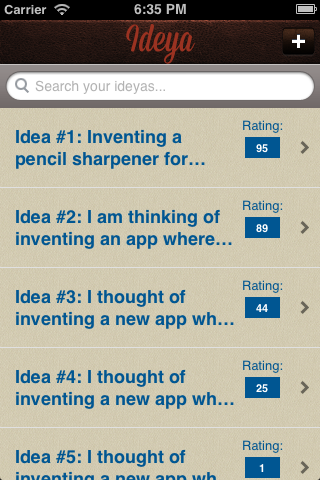 Carrier 6:35 PM
Ideya
+
Search your ideyas...
Idea #1: Inventing a
pencil sharpener for...
Rating:
95
Idea #2: I am thinking of
inventing an app where...
Rating:
89
Idea #3: I thought of
inventing a new app wh...
Rating:
44
Idea #4: I thought of
inventing a new app wh...
Rating:
25
Idea #5: I thought of
inventing a new app wh...
Rating:
1